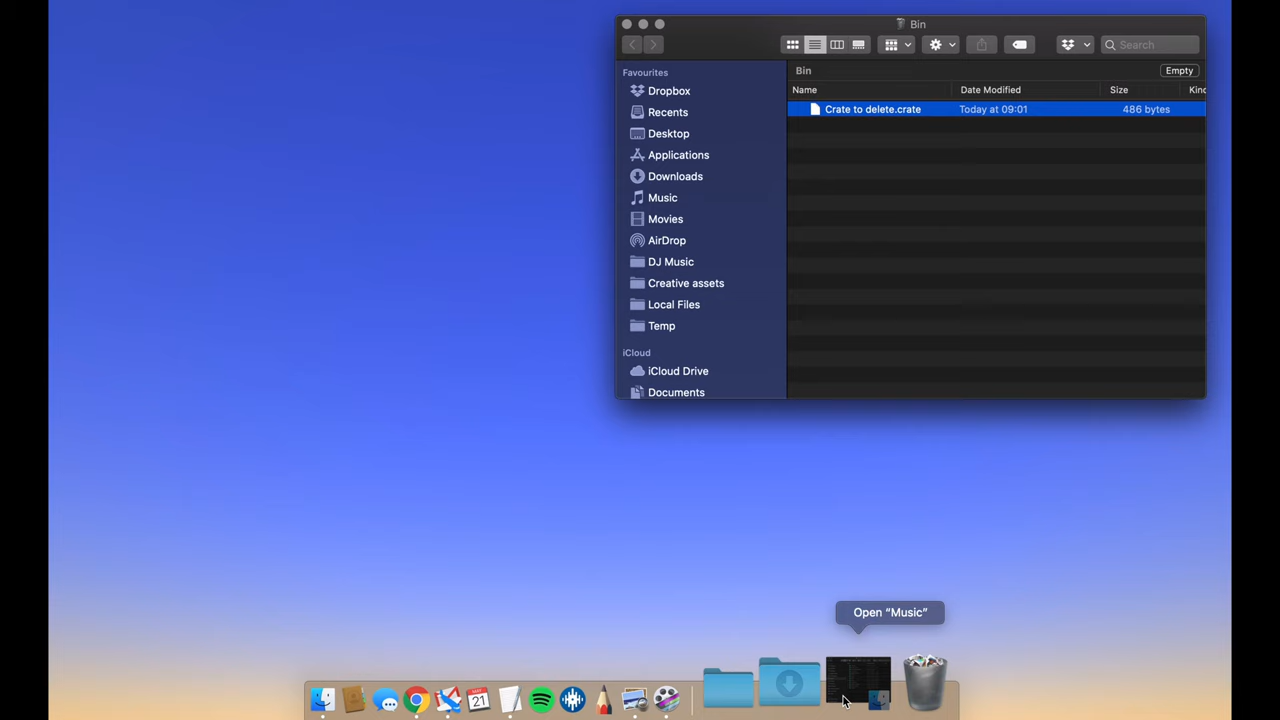 Bin
Search
Favourites
Dropbox
Recents
Desktop
Applications
Downloads
Music
Movies
AirDrop
DJ Music
Creative assets
Local Files
Temp
iCloud
iCloud Drive
Documents
Bin
Empty
Name Date Modified Size Kinc
Crate to delete.crate Today at 09:01 486 bytes
Open “Music”
21